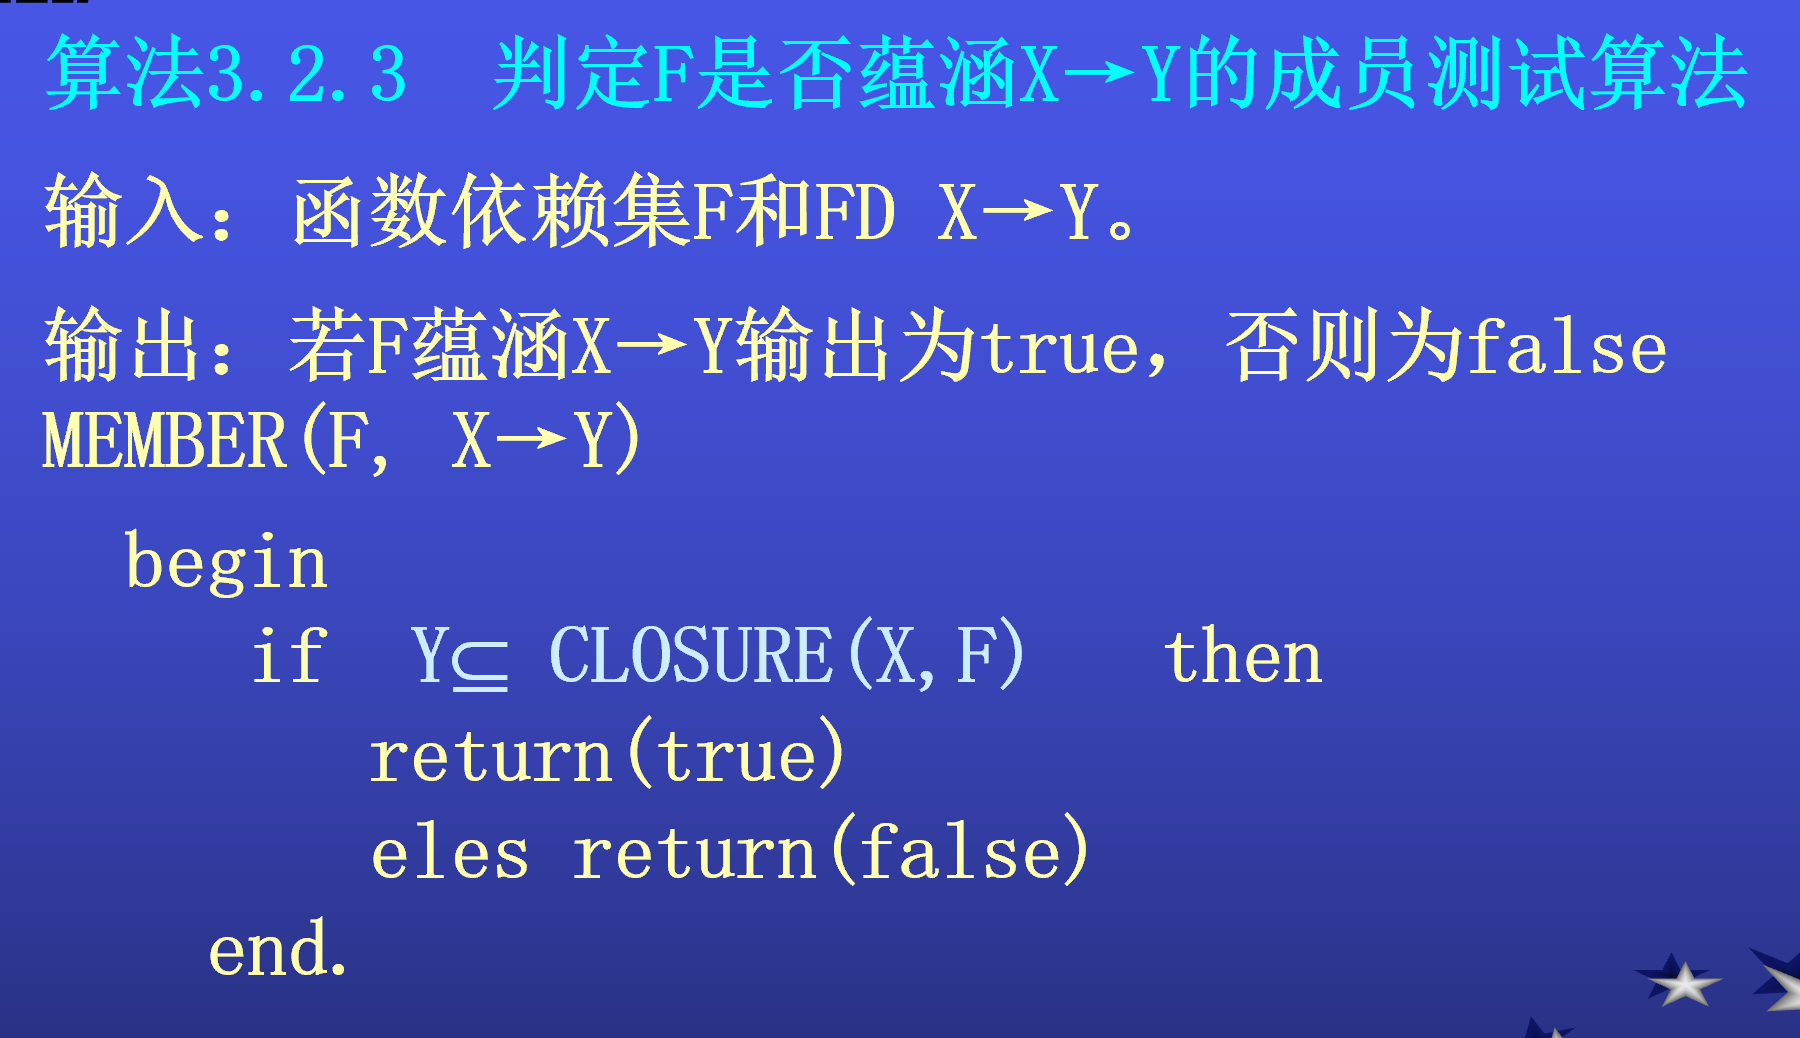 算法3.2.3 判定F是否蕴涵X→Y的成员测试算法
输入: 函数依赖集F和FD X→Y。
输出: 若F蕴涵X→Y输出为true, 否则为false
MEMBER(F, X→Y)
begin
if Y⊆ CLOSURE(X,F) then
return(true)
eles return(false)
end.